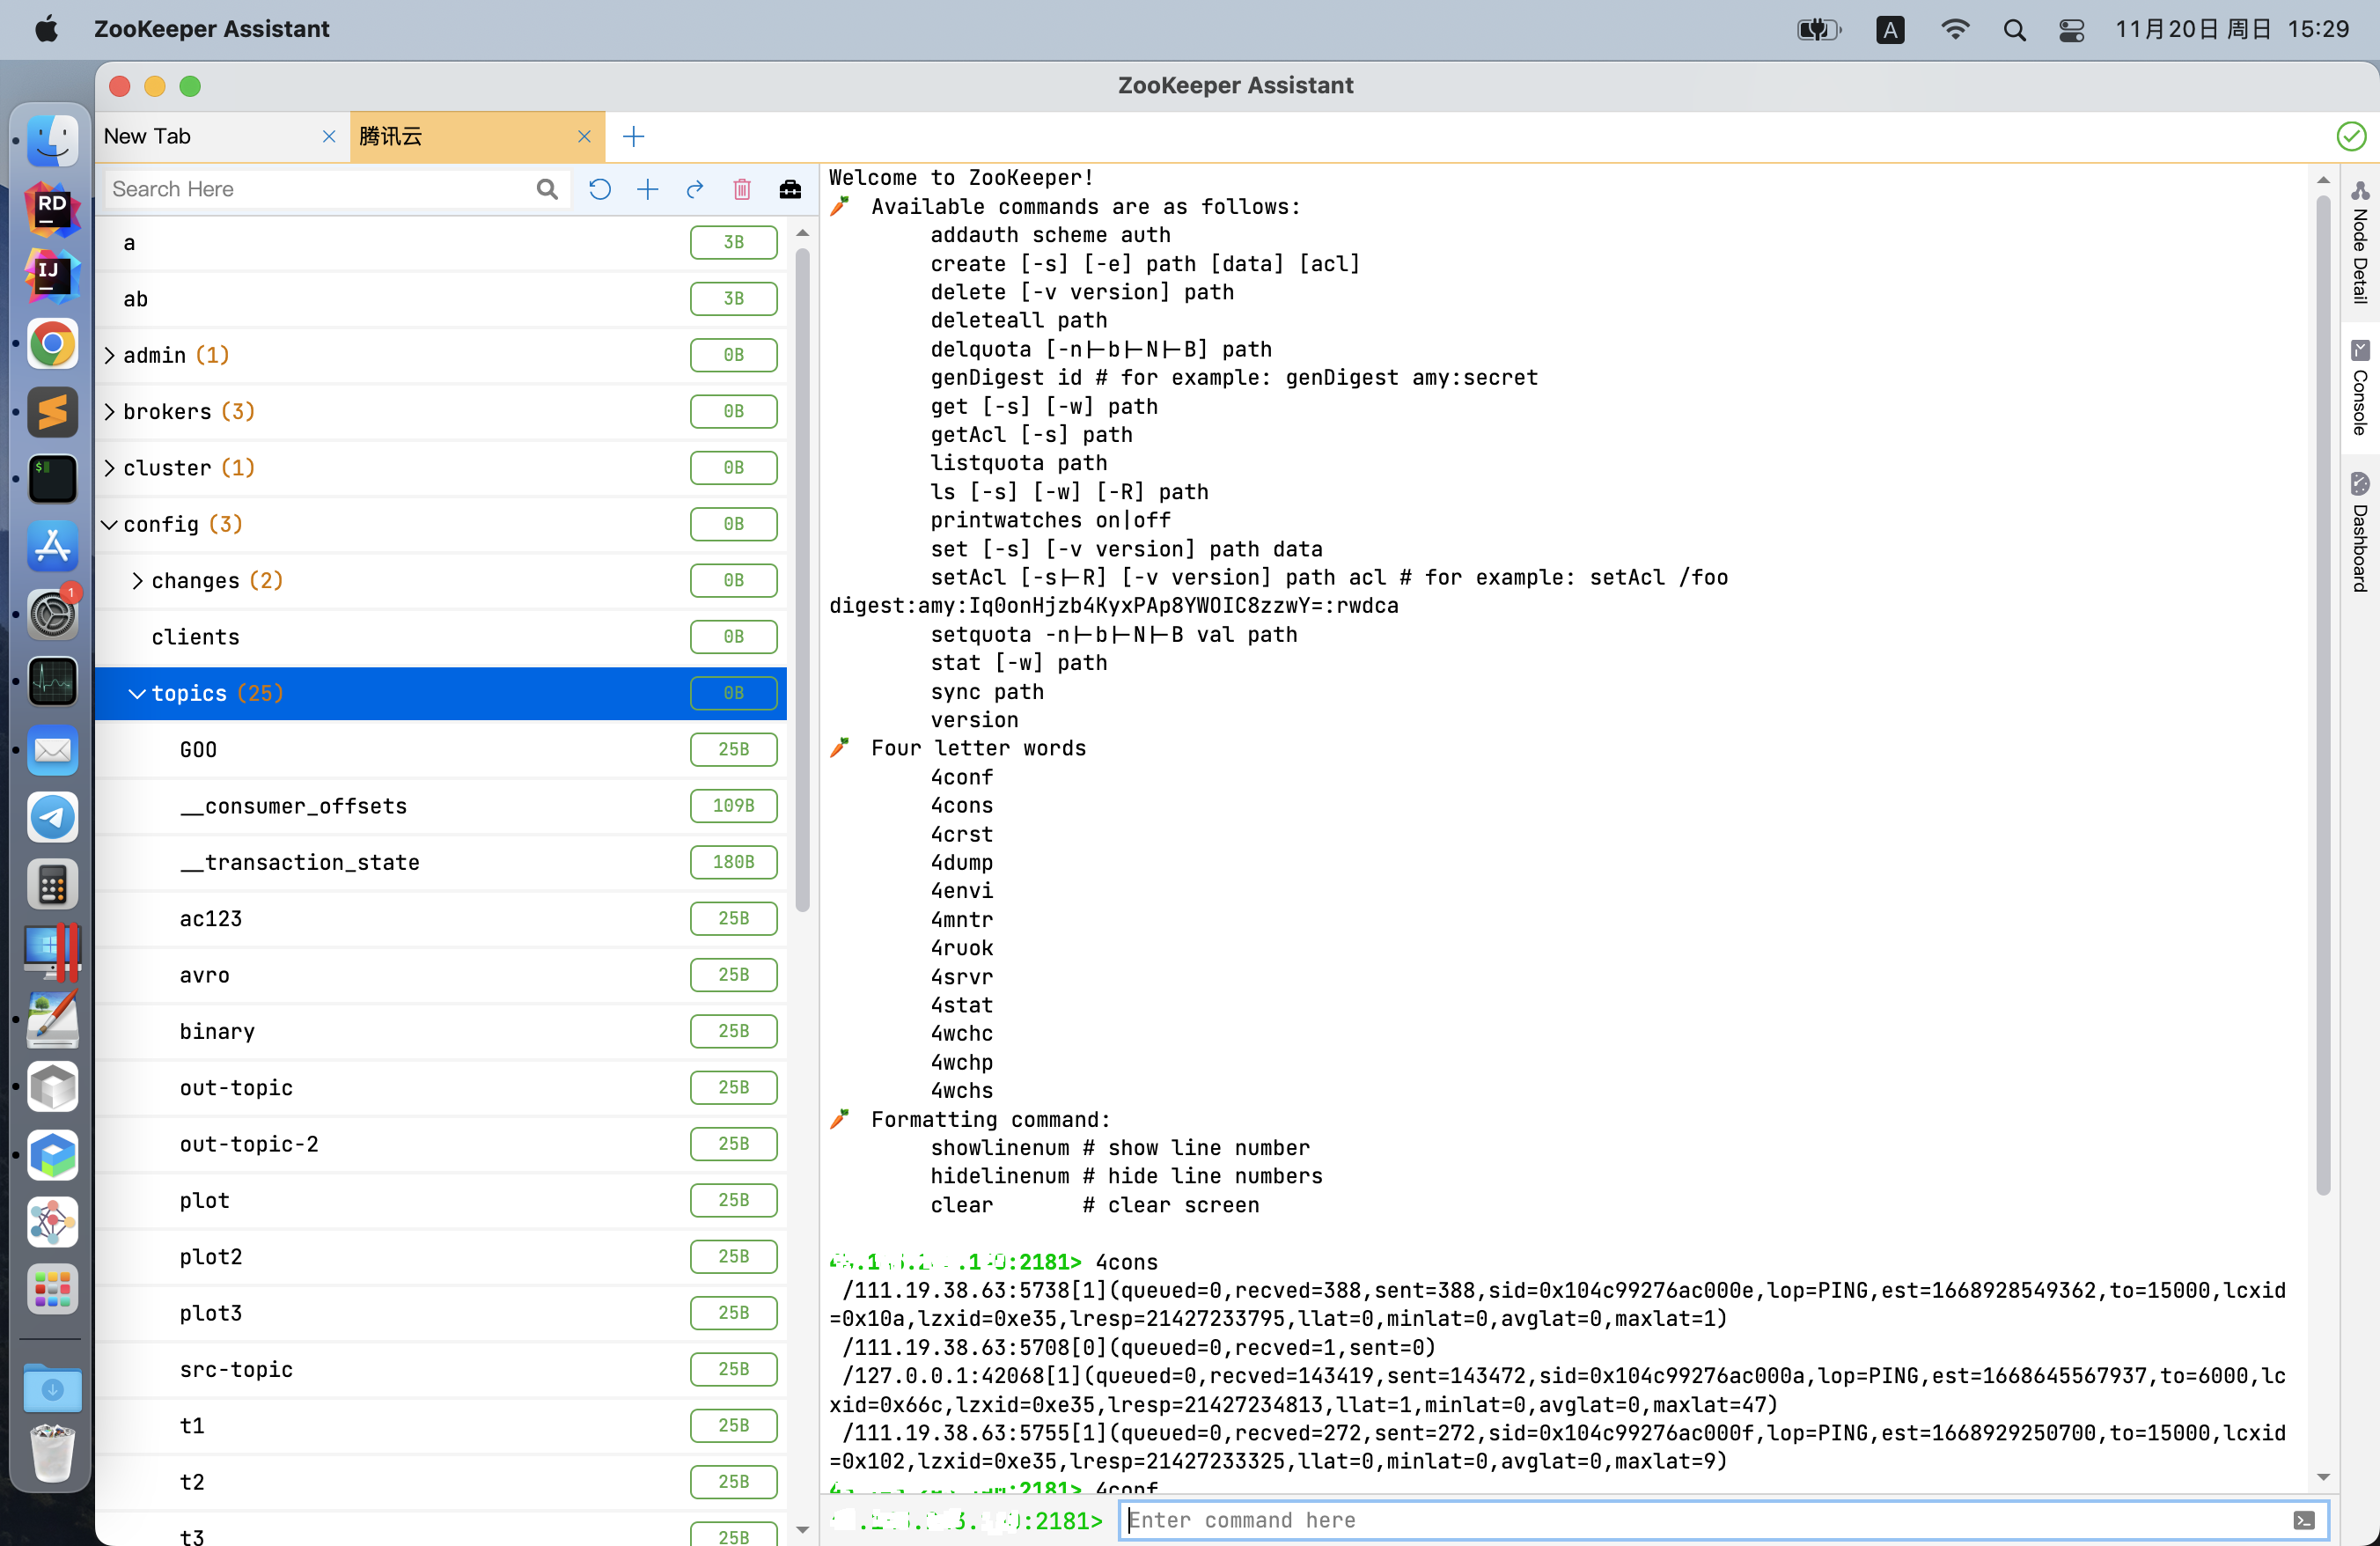 ZooKeeper Assistant
A
11月20日 周日 15:29
ZooKeeper Assistant
New Tab
腾讯云
Search Here
a 3B
ab 3B
admin (1) 0B
brokers (3) 0B
cluster (1) 0B
config (3) 0B
changes (2) 0B
clients 0B
topics (25) 0B
GOO 25B
__consumer_offsets 109B
__transaction_state 180B
ac123 25B
avro 25B
binary 25B
out-topic 25B
out-topic-2 25B
plot 25B
plot2 25B
plot3 25B
src-topic 25B
t1 25B
t2 25B
t3 25B
Welcome to ZooKeeper!
Available commands are as follows:
addauth scheme auth
create [-s] [-e] path [data] [acl]
delete [-v version] path
deleteall path
delquota [-n|-b|-N|-B] path
genDigest id # for example: genDigest amy:secret
get [-s] [-w] path
getAcl [-s] path
listquota path
ls [-s] [-w] [-R] path
printwatches on|off
set [-s] [-v version] path data
setAcl [-s|-R] [-v version] path acl # for example: setAcl /foo
digest:amy:Iq0onHjzb4KyxPAp8YWOIC8zzwY=:rwdca
setquota -n|-b|-N|-B val path
stat [-w] path
sync path
version
Four letter words
4conf
4cons
4crst
4dump
4envi
4mntr
4ruok
4srvr
4stat
4wchc
4wchp
4wchs
Formatting command:
showlinenum # show line number
hidelinenum # hide line numbers
clear # clear screen
:2181> 4cons
/111.19.38.63:5738[1](queued=0,recved=388,sent=388,sid=0x104c99276ac000e,lop=PING,est=1668928549362,to=15000,lcxid
=0x10a,lzxid=0xe35,lresp=21427233795,llat=0,minlat=0,avglat=0,maxlat=1)
/111.19.38.63:5708[0](queued=0,recved=1,sent=0)
/127.0.0.1:42068[1](queued=0,recved=143419,sent=143472,sid=0x104c99276ac000a,lop=PING,est=1668645567937,to=6000,lc
xid=0x66c,lzxid=0xe35,lresp=21427234813,llat=1,minlat=0,avglat=0,maxlat=47)
/111.19.38.63:5755[1](queued=0,recved=272,sent=272,sid=0x104c99276ac000f,lop=PING,est=1668929250700,to=15000,lcxid
=0x102,lzxid=0xe35,lresp=21427233325,llat=0,minlat=0,avglat=0,maxlat=9)
:2181> 4conf
:2181> Enter command here
Node Detail
Console
Dashboard
RD
IJ
$
1